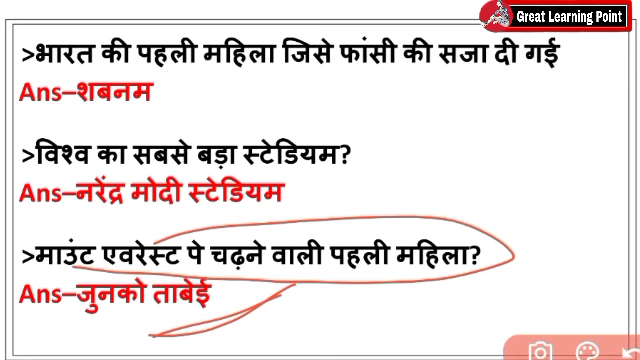 Great Learning Point
>भारत की पहली महिला जिसे फांसी की सजा दी गई
Ans–शबनम
>विश्व का सबसे बड़ा स्टेडियम?
Ans–नरेंद्र मोदी स्टेडियम
>माउंट एवरेस्ट पे चढ़ने वाली पहली महिला?
Ans–जुनको ताबेई